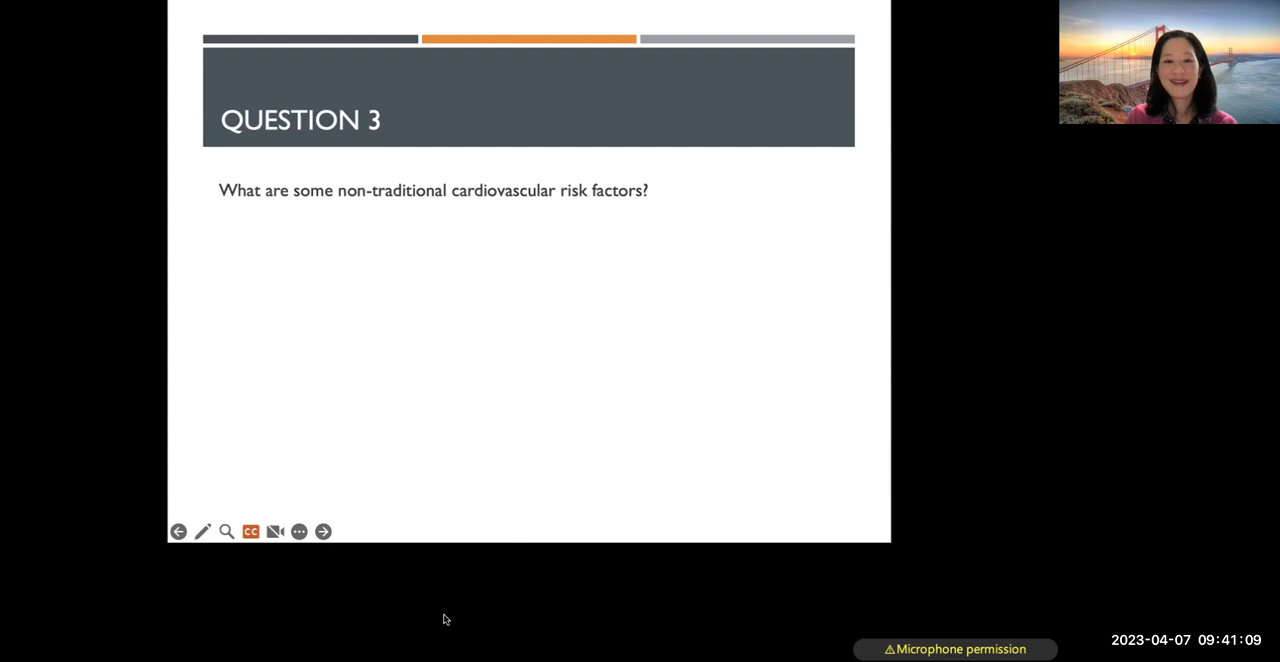 QUESTION 3
What are some non-traditional cardiovascular risk factors?
CC
⚠Microphone permission
2023-04-07 09:41:09